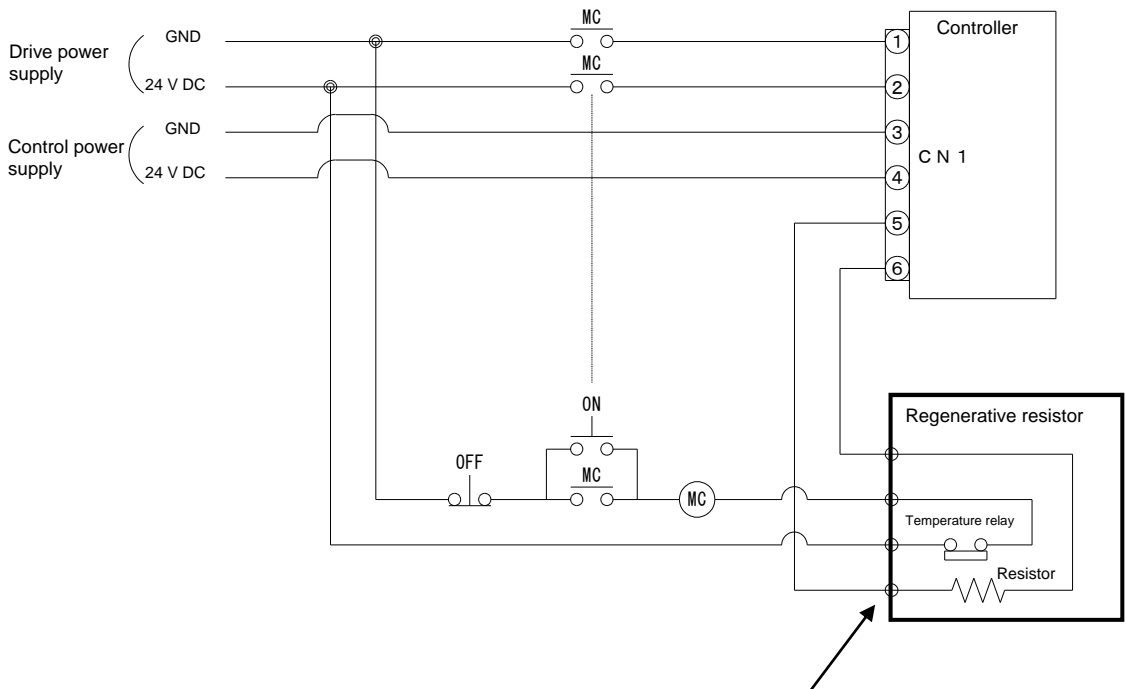 MC
Controller
GND
Drive power
supply
24 V DC
MC
1
2
GND
Control power
supply
24 V DC
3
CN1
4
5
6
ON
OFF
MC
MC
Regenerative resistor
Temperature relay
Resistor